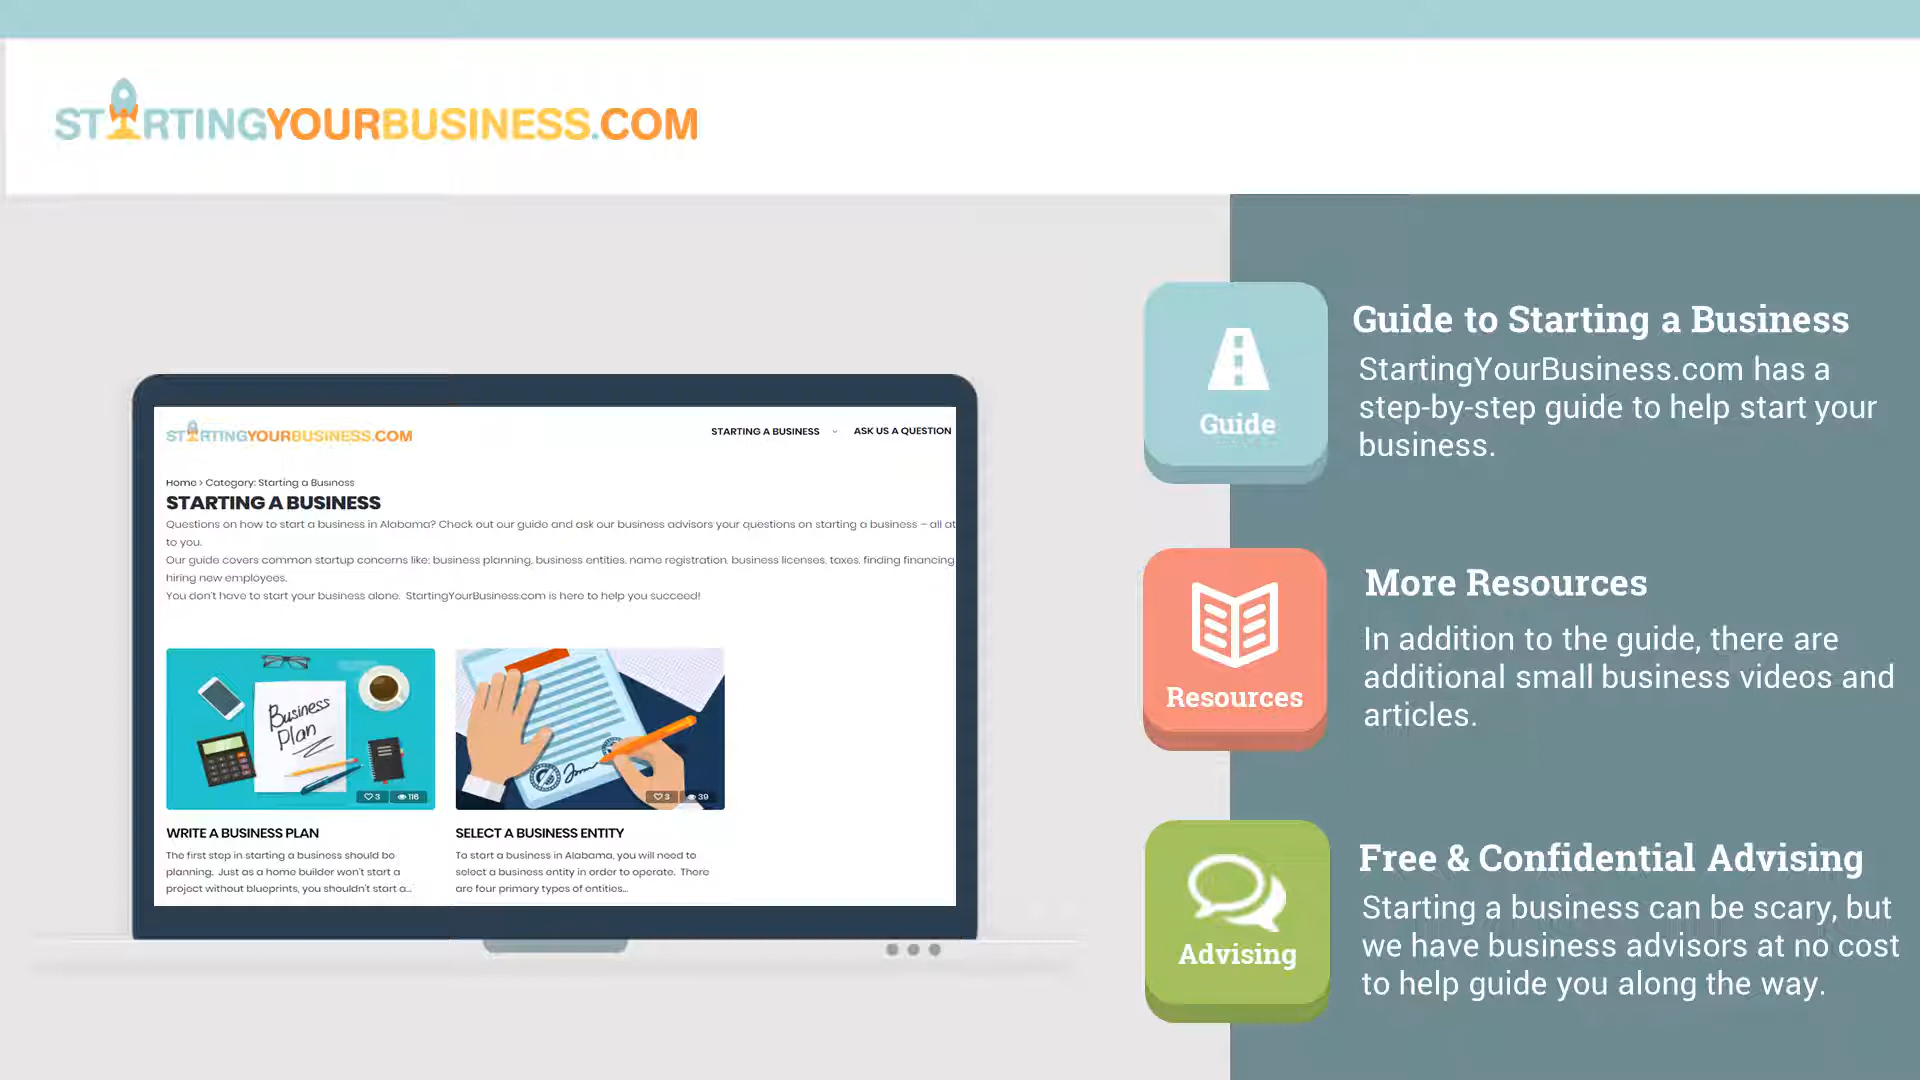 STARTINGYOURBUSINESS.COM
STARTINGYOURBUSINESS.COM
STARTING A BUSINESS
ASK US A QUESTION
Home > Category: Starting a Business
STARTING A BUSINESS
Questions on how to start a business in Alabama? Check out our guide and ask our business advisors your questions on starting a business – all at
to you.
Our guide covers common startup concerns like; business planning, business entities, name registration, business licenses, taxes, finding financing
hiring new employees.
You don't have to start your business alone. StartingYourBusiness.com is here to help you succeed!
Business
Plan
3
116
3
39
WRITE A BUSINESS PLAN
The first step in starting a business should be
planning. Just as a home builder won't start a
project without blueprints, you shouldn't start a...
SELECT A BUSINESS ENTITY
To start a business in Alabama, you will need to
select a business entity in order to operate. There
are four primary types of entities...
Guide
Guide to Starting a Business
StartingYourBusiness.com has a
step-by-step guide to help start your
business.
Resources
More Resources
In addition to the guide, there are
additional small business videos and
articles.
Advising
Free & Confidential Advising
Starting a business can be scary, but
we have business advisors at no cost
to help guide you along the way.